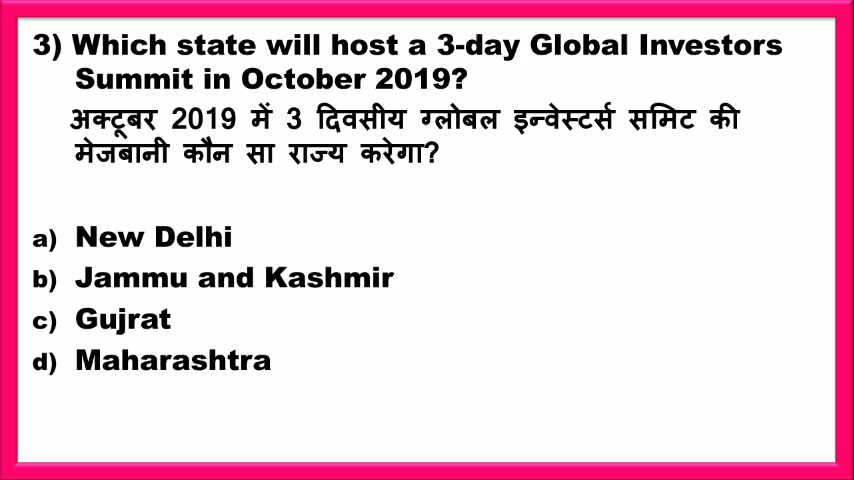 3) Which state will host a 3-day Global Investors
Summit in October 2019?
अक्टूबर 2019 में 3 दिवसीय ग्लोबल इन्वेस्टर्स समिट की
मेजबानी कौन सा राज्य करेगा?
a) New Delhi
b) Jammu and Kashmir
c) Gujrat
d) Maharashtra